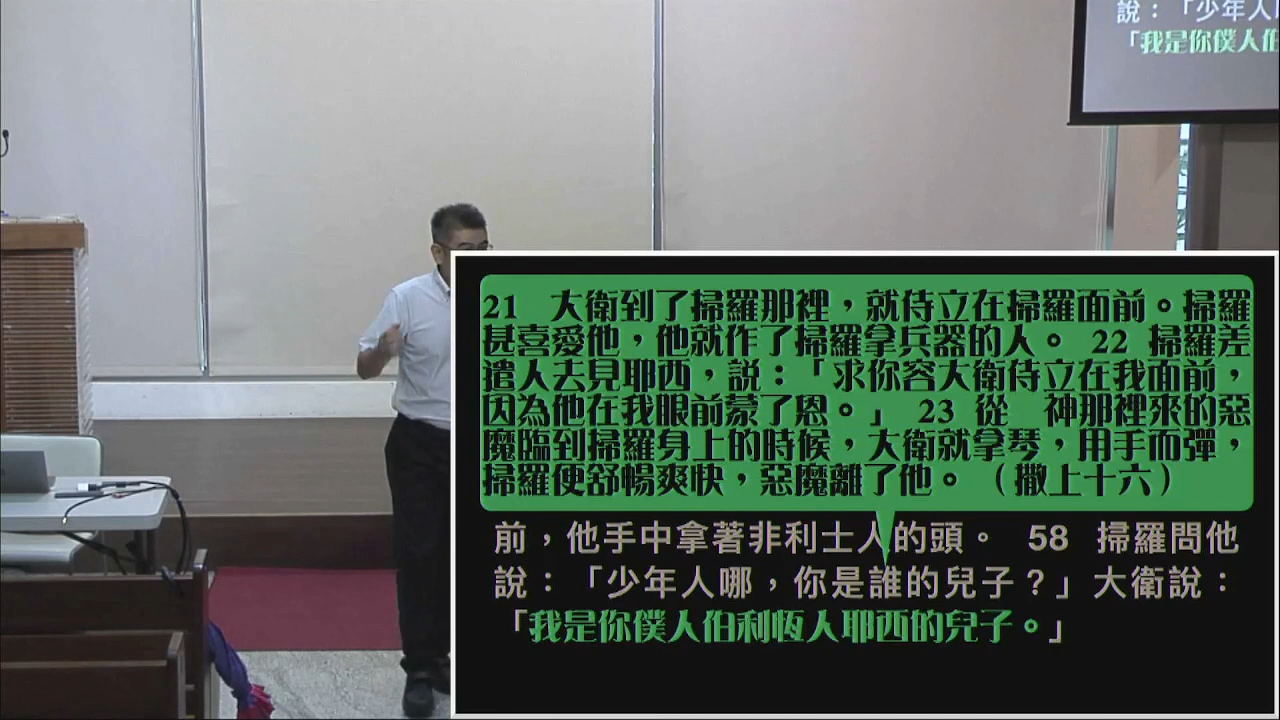 說：「少年人
「我是你僕人伯
21 大衛到了掃羅那裡，就侍立在掃羅面前。掃羅
甚喜愛他，他就作了掃羅拿兵器的人。 22 掃羅差
遣人去見耶西，說：「求你容大衛侍立在我面前，
因為他在我眼前蒙了恩。」 23 從 神那裡來的惡
魔臨到掃羅身上的時候，大衛就拿琴，用手而彈，
掃羅便舒暢爽快，惡魔離了他。（撒上十六）
前，他手中拿著非利士人的頭。 58 掃羅問他
說：「少年人哪，你是誰的兒子？」大衛說：
「我是你僕人伯利恆人耶西的兒子。」